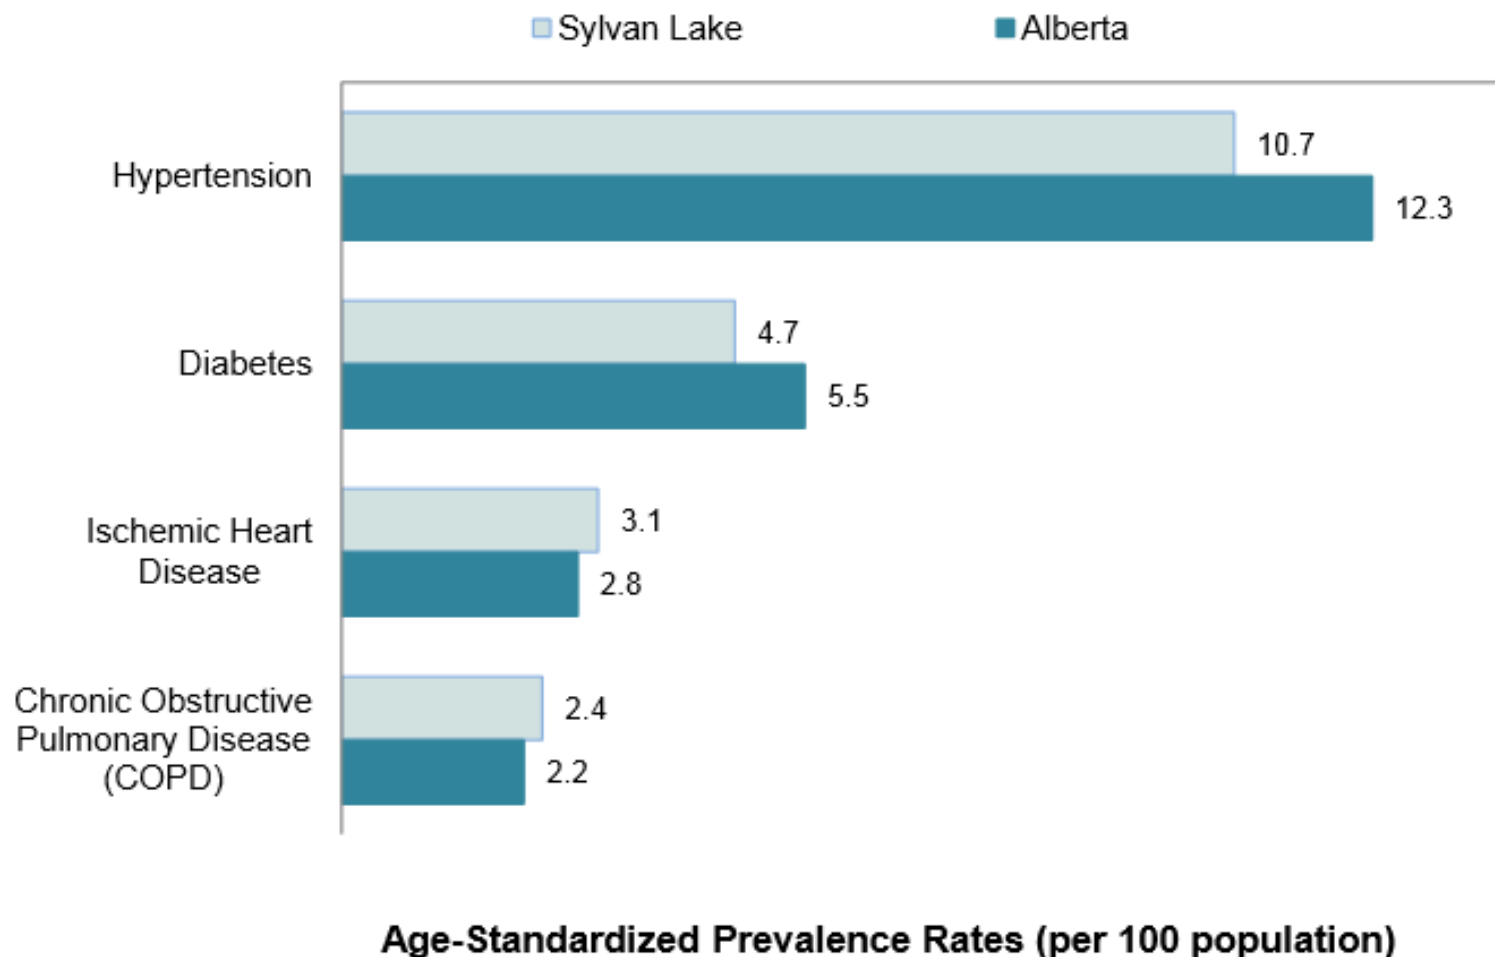 Sylvan Lake
Alberta
Hypertension
10.7
12.3
Diabetes
4.7
5.5
Ischemic Heart
Disease
3.1
2.8
Chronic Obstructive
Pulmonary Disease
(COPD)
2.4
2.2
Age-Standardized Prevalence Rates (per 100 population)